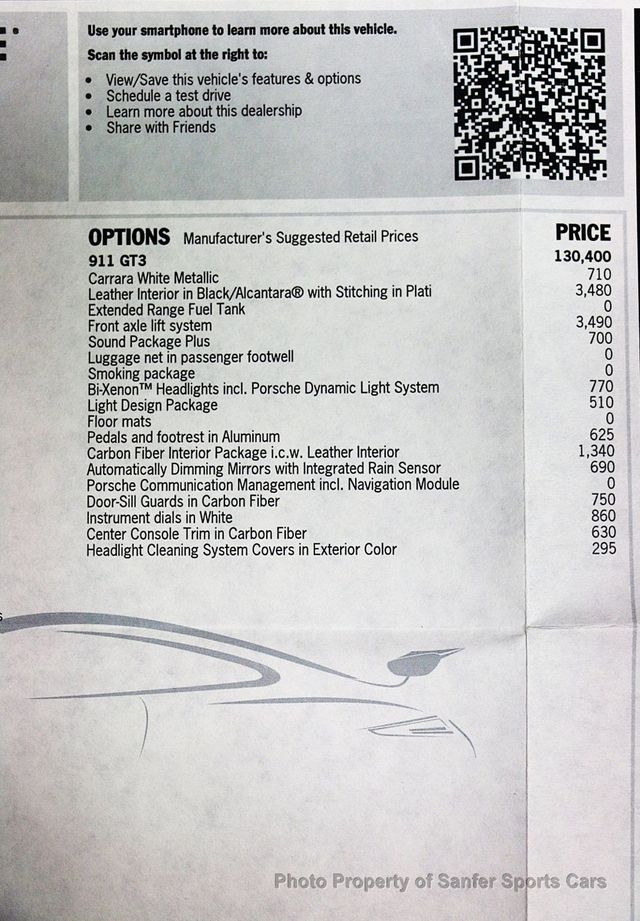 Use your smartphone to learn more about this vehicle.
Scan the symbol at the right to:
• View/Save this vehicle's features & options
• Schedule a test drive
• Learn more about this dealership
• Share with Friends
OPTIONS Manufacturer's Suggested Retail Prices PRICE
911 GT3 130,400
Carrara White Metallic 710
Leather Interior in Black/Alcantara® with Stitching in Plati 3,480
Extended Range Fuel Tank 0
Front axle lift system 3,490
Sound Package Plus 700
Luggage net in passenger footwell 0
Smoking package 0
Bi-Xenon™ Headlights incl. Porsche Dynamic Light System 770
Light Design Package 510
Floor mats 0
Pedals and footrest in Aluminum 625
Carbon Fiber Interior Package i.c.w. Leather Interior 1,340
Automatically Dimming Mirrors with Integrated Rain Sensor 690
Porsche Communication Management incl. Navigation Module 0
Door-Sill Guards in Carbon Fiber 750
Instrument dials in White 860
Center Console Trim in Carbon Fiber 630
Headlight Cleaning System Covers in Exterior Color 295
Photo Property of Sanfer Sports Cars